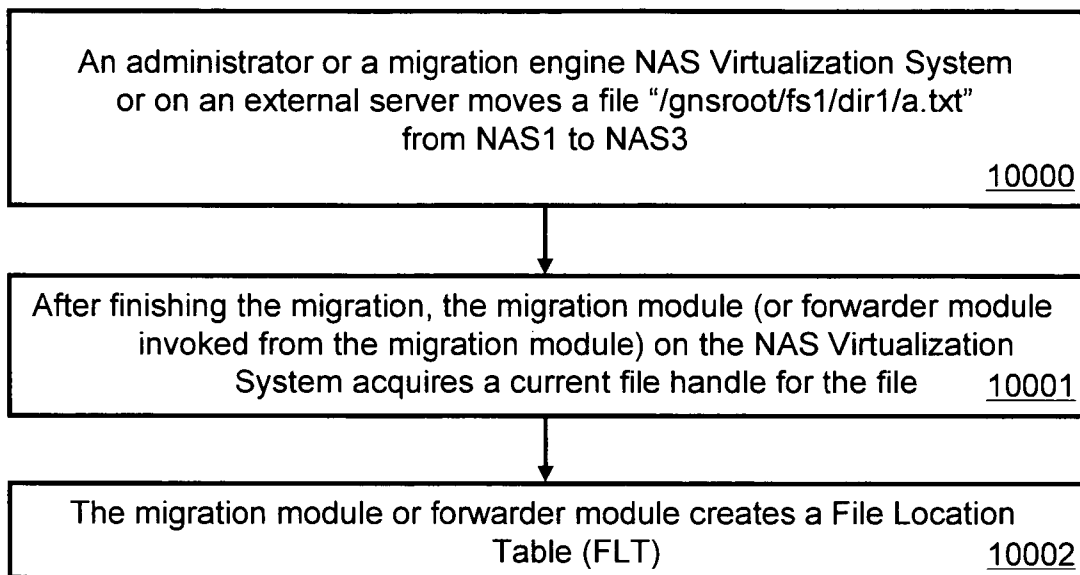 An administrator or a migration engine NAS Virtualization System
or on an external server moves a file “/gnsroot/fs1/dir1/a.txt”
from NAS1 to NAS3
10000
After finishing the migration, the migration module (or forwarder module
invoked from the migration module) on the NAS Virtualization
System acquires a current file handle for the file 10001
The migration module or forwarder module creates a File Location
Table (FLT) 10002